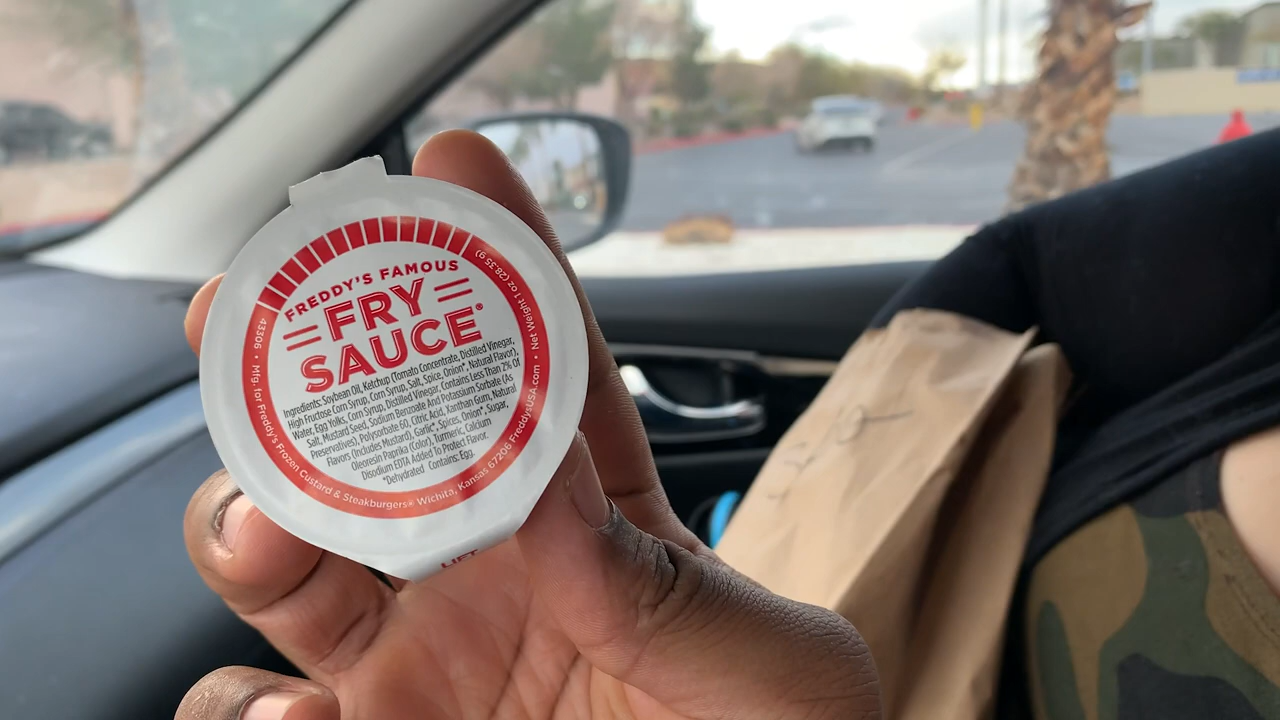 FREDDY'S FAMOUS
FRY
SAUCE®
Ingredients: Soybean Oil, Ketchup (Tomato Concentrate, Distilled Vinegar,
High Fructose Corn Syrup, Corn Syrup, Salt, Spice, Onion*, Natural Flavor),
Water, Egg Yolks, Corn Syrup, Distilled Vinegar. Contains Less Than 2% Of
Salt, Mustard Seed, Sodium Benzoate And Potassium Sorbate (As
Preservatives), Polysorbate 60, Citric Acid, Xanthan Gum, Natural
Flavors (Includes Mustard), Garlic*, Spices, Onion*, Sugar,
Oleoresin Paprika (Color), Turmeric, Calcium
Disodium EDTA Added To Protect Flavor.
*Dehydrated Contains: Egg.
43306 • Mfg. for Freddy's Frozen Custard & Steakburgers® Wichita, Kansas 67206 FreddysUSA.com • Net Weight 1 oz (28.35 g)
LIFT